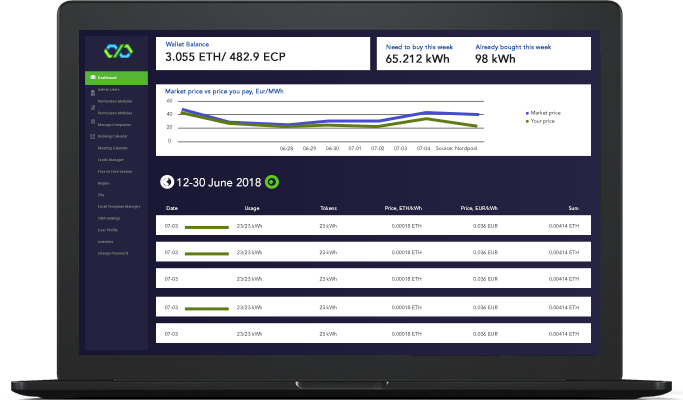 Wallet Balance
3.055 ETH/ 482.9 ECP
Need to buy this week
65.212 kWh
Already bought this week
98 kWh
Dashboard
Admin Users
Permission Modules
Permission Modules
Manage Companies
Banking Calendar
Meeting Calendar
Leads Manager
Face to Face Review
Region
City
Email Template Manager
CMS Settings
User Profile
Activities
Change Password
Market price vs price you pay, Eur/MWh
60
40
20
0
06-28 06-29 06-30 07-01 07-02 07-03 07-04 Source: Nordpool
Market price
Your price
12-30 June 2018
Date Usage Tokens Price, ETH/kWh Price, EUR/kWh Sum
07-03 23/23 kWh 23 kWh 0.00018 ETH 0.036 EUR 0.00414 ETH
07-03 23/23 kWh 23 kWh 0.00018 ETH 0.036 EUR 0.00414 ETH
07-03 23/23 kWh 23 kWh 0.00018 ETH 0.036 EUR 0.00414 ETH
07-03 23/23 kWh 23 kWh 0.00018 ETH 0.036 EUR 0.00414 ETH
07-03 23/23 kWh 23 kWh 0.00018 ETH 0.036 EUR 0.00414 ETH